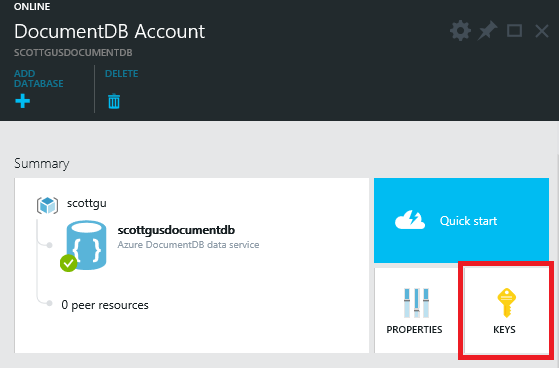 ONLINE
DocumentDB Account
SCOTTGUSDOCUMENTDB
ADD
DATABASE
DELETE
Summary
scottgu
scottgusdocumentdb
Azure DocumentDB data service
0 peer resources
Quick start
PROPERTIES
KEYS